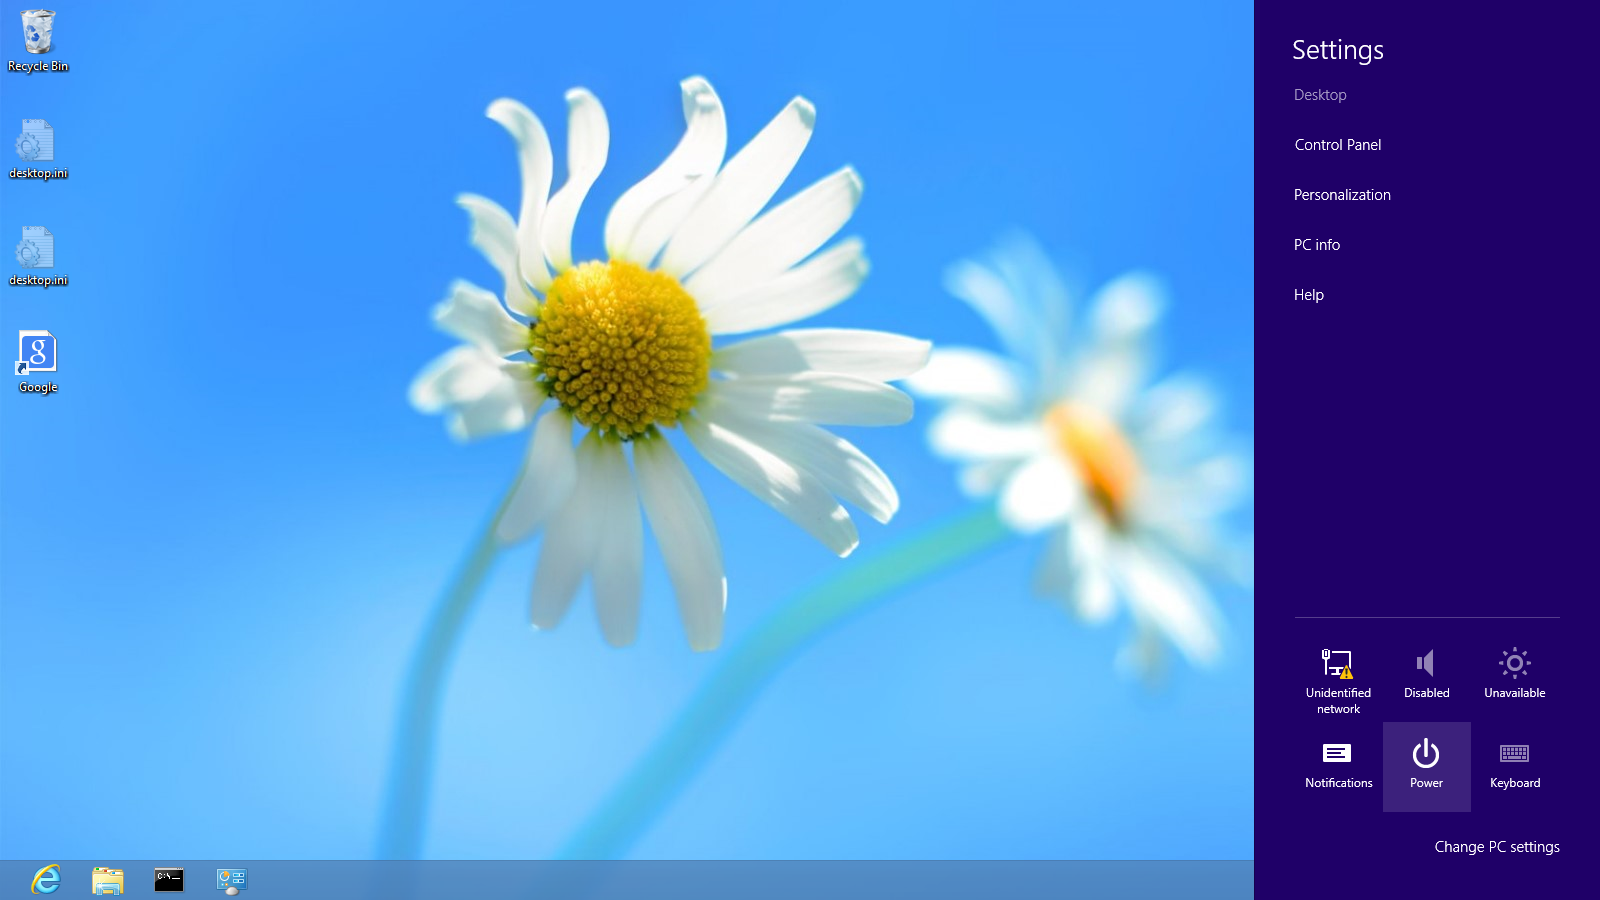 Recycle Bin
desktop.ini
desktop.ini
g
Google
C:\_
Settings
Desktop
Control Panel
Personalization
PC info
Help
Unidentified
network
Disabled
Unavailable
Notifications
Power
Keyboard
Change PC settings